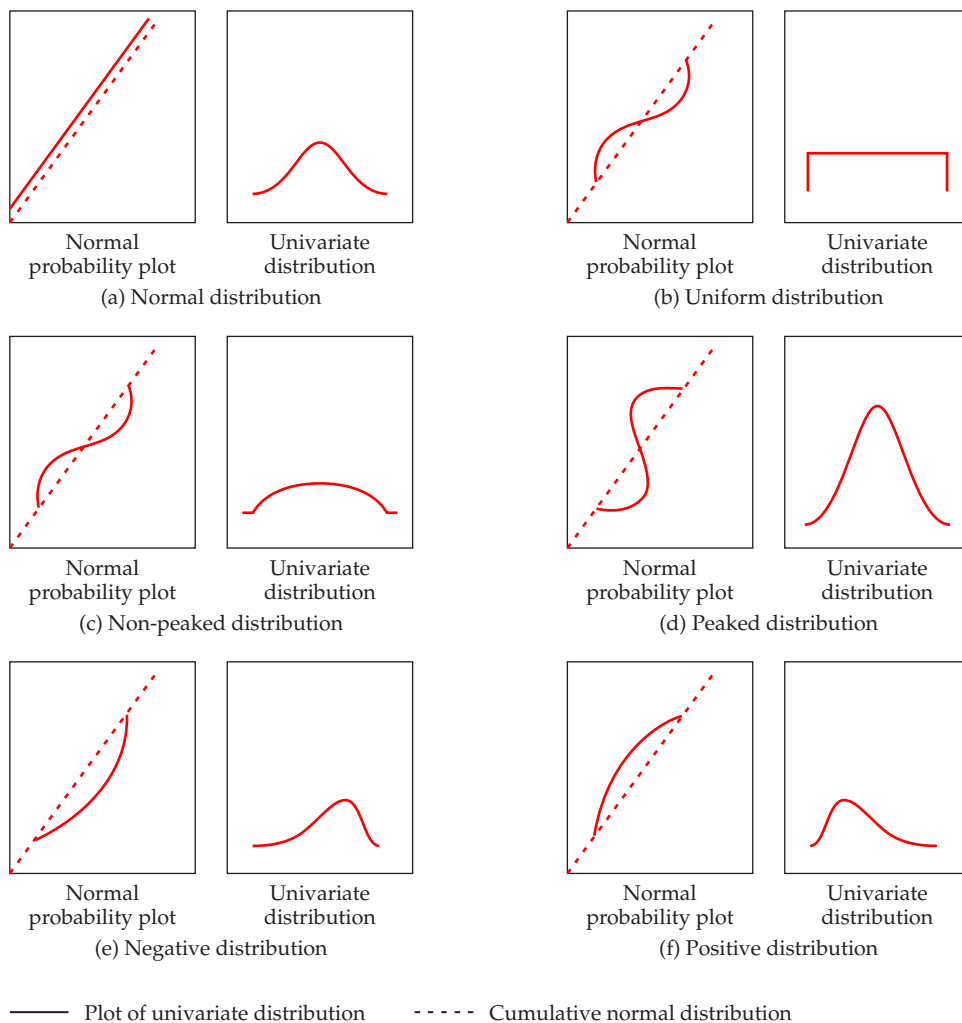 Normal
probability plot
Univariate
distribution
(a) Normal distribution
Normal
probability plot
Univariate
distribution
(b) Uniform distribution
Normal
probability plot
Univariate
distribution
(c) Non-peaked distribution
Normal
probability plot
Univariate
distribution
(d) Peaked distribution
Normal
probability plot
Univariate
distribution
(e) Negative distribution
Normal
probability plot
Univariate
distribution
(f) Positive distribution
Plot of univariate distribution
Cumulative normal distribution